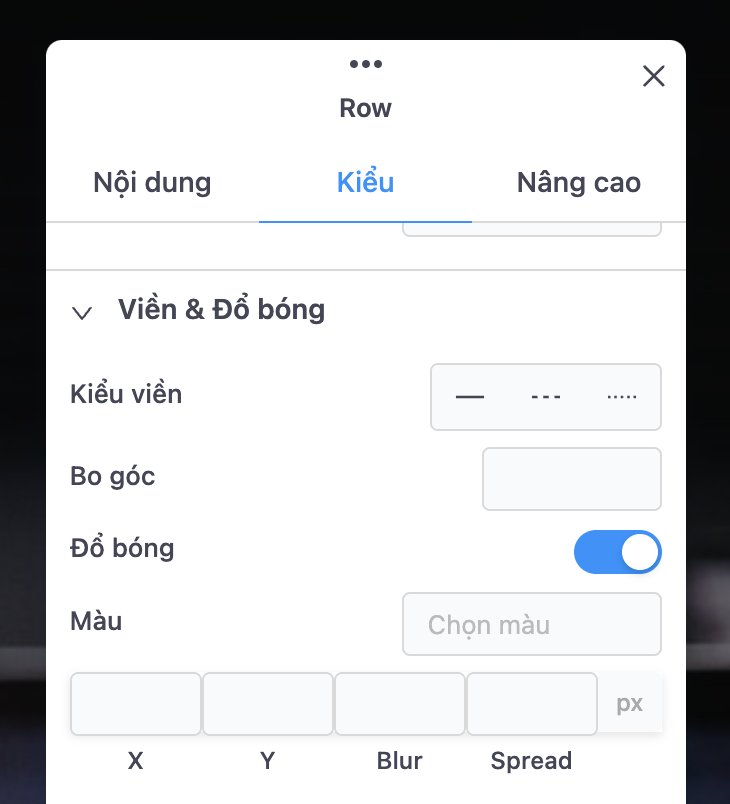 Row
Nội dung Kiểu Nâng cao
Viền & Đổ bóng
Kiểu viền
Bo góc
Đổ bóng
Màu Chọn màu
px
X Y Blur Spread